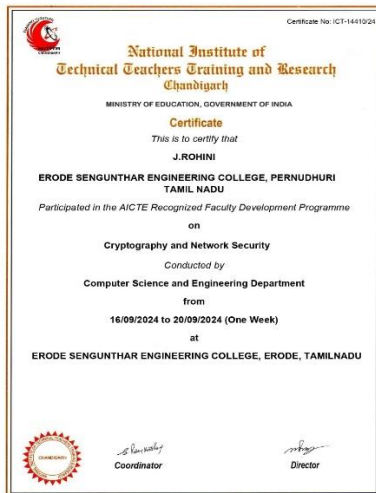 Certificate No: ICT-14410/24
National Institute of
Technical Teachers Training and Research
Chandigarh
MINISTRY OF EDUCATION, GOVERNMENT OF INDIA
Certificate
This is to certify that
J.ROHINI
ERODE SENGUNTHAR ENGINEERING COLLEGE, PERNUDHURI
TAMIL NADU
Participated in the AICTE Recognized Faculty Development Programme
on
Cryptography and Network Security
Conducted by
Computer Science and Engineering Department
from
16/09/2024 to 20/09/2024 (One Week)
at
ERODE SENGUNTHAR ENGINEERING COLLEGE, ERODE, TAMILNADU
CHANDIGARH
Coordinator
Director